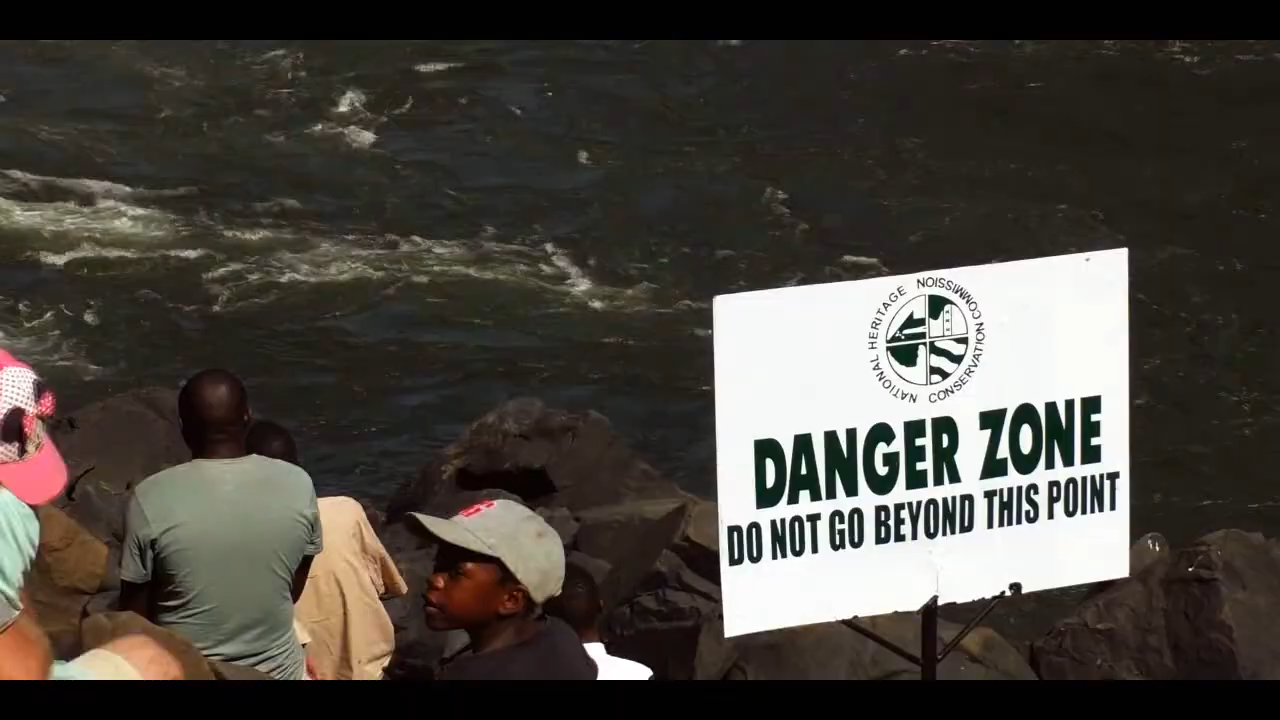 NATIONAL HERITAGE CONSERVATION COMMISSION
DANGER ZONE
DO NOT GO BEYOND THIS POINT